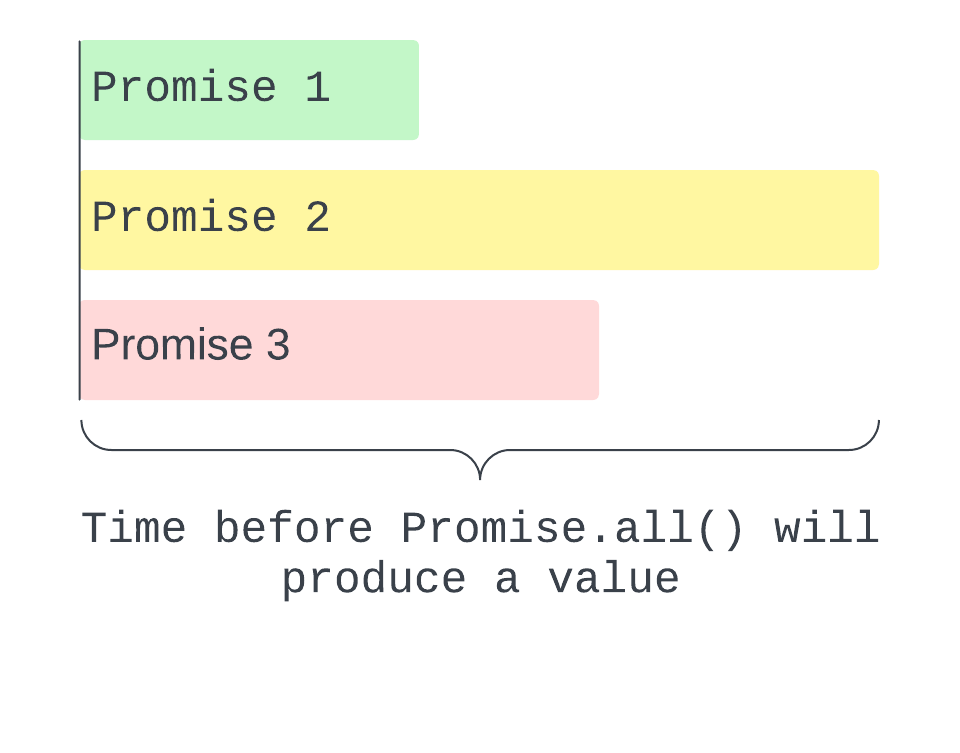 Promise 1
Promise 2
Promise 3
Time before Promise.all() will
produce a value